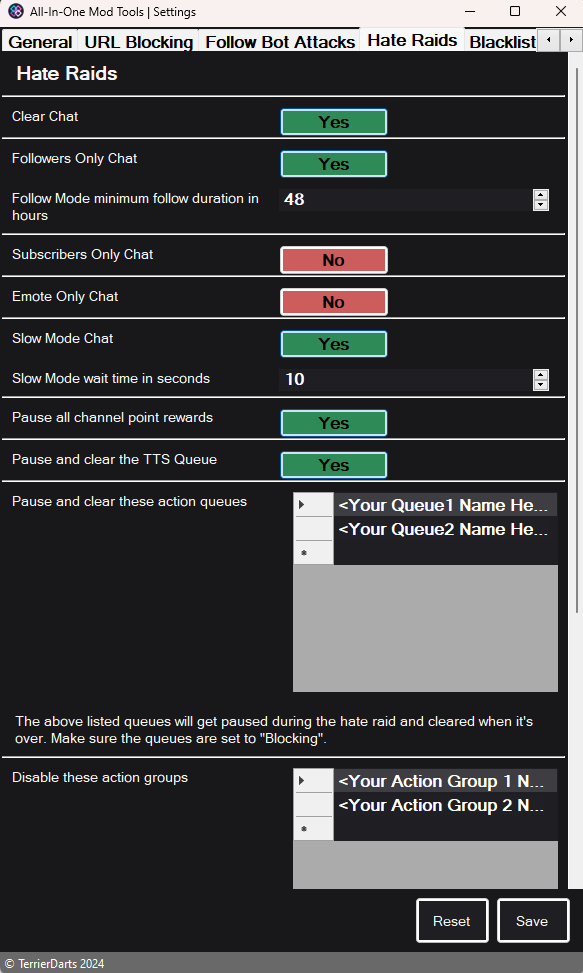 All-In-One Mod Tools | Settings
General URL Blocking Follow Bot Attacks Hate Raids Blacklist
Hate Raids
Clear Chat Yes
Followers Only Chat Yes
Follow Mode minimum follow duration in
hours
48
Subscribers Only Chat No
Emote Only Chat No
Slow Mode Chat Yes
Slow Mode wait time in seconds 10
Pause all channel point rewards Yes
Pause and clear the TTS Queue Yes
Pause and clear these action queues
<Your Queue1 Name He...
<Your Queue2 Name He...
*
The above listed queues will get paused during the hate raid and cleared when it's
over. Make sure the queues are set to "Blocking".
Disable these action groups
<Your Action Group 1 N...
<Your Action Group 2 N...
*
Reset Save
© TerrierDarts 2024